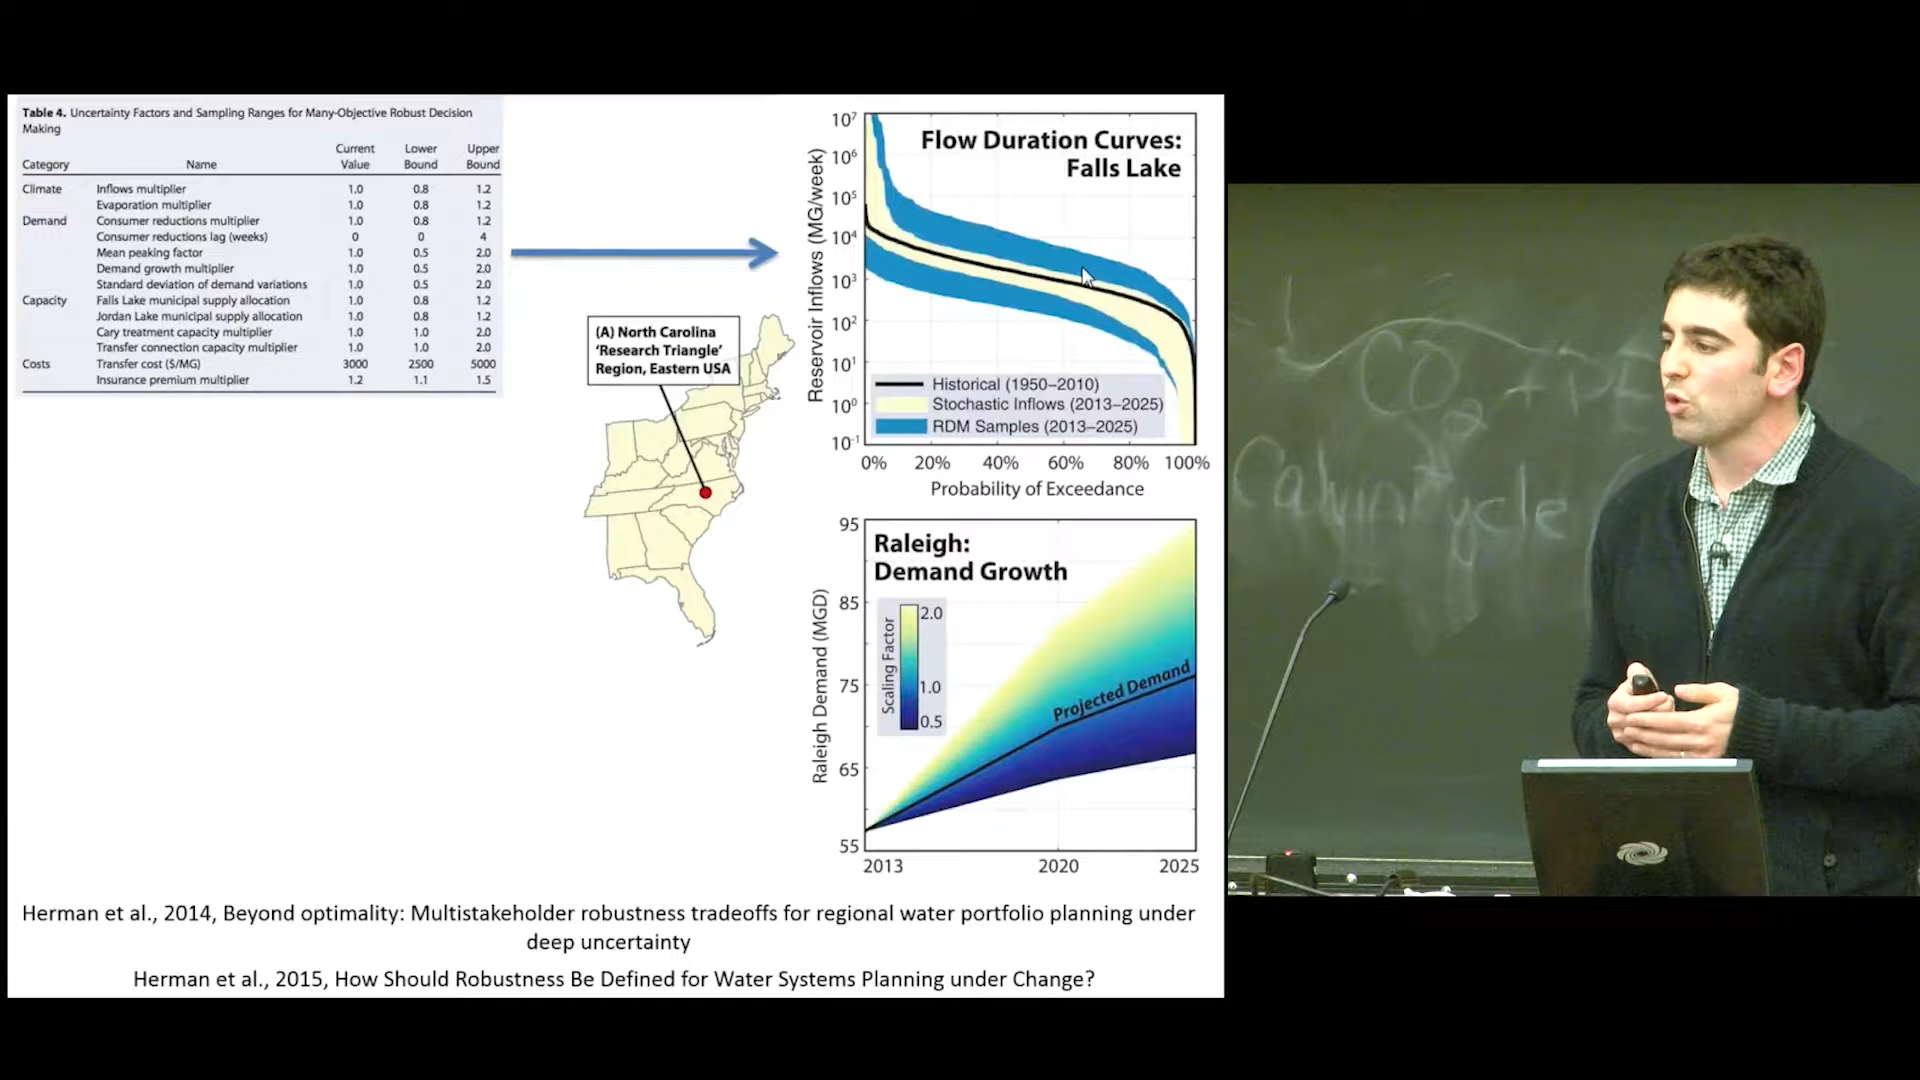 Table 4. Uncertainty Factors and Sampling Ranges for Many-Objective Robust Decision
Making
Category Name Current Value Lower Bound Upper Bound
Climate Inflows multiplier 1.0 0.8 1.2
Evaporation multiplier 1.0 0.8 1.2
Demand Consumer reductions multiplier 1.0 0.8 1.2
Consumer reductions lag (weeks) 0 0 4
Mean peaking factor 1.0 0.5 2.0
Demand growth multiplier 1.0 0.5 2.0
Standard deviation of demand variations 1.0 0.5 2.0
Capacity Falls Lake municipal supply allocation 1.0 0.8 1.2
Jordan Lake municipal supply allocation 1.0 0.8 1.2
Cary treatment capacity multiplier 1.0 1.0 2.0
Transfer connection capacity multiplier 1.0 1.0 2.0
Costs Transfer cost ($/MG) 3000 2500 5000
Insurance premium multiplier 1.2 1.1 1.5
(A) North Carolina
‘Research Triangle’
Region, Eastern USA
Flow Duration Curves:
Falls Lake
Reservoir Inflows (MG/week)
10⁷
10⁶
10⁵
10⁴
10³
10²
10¹
10⁰
10⁻¹
Historical (1950–2010)
Stochastic Inflows (2013–2025)
RDM Samples (2013–2025)
0% 20% 40% 60% 80% 100%
Probability of Exceedance
Raleigh:
Demand Growth
Raleigh Demand (MGD)
95
85
75
65
55
Scaling Factor
2.0
1.0
0.5
Projected Demand
2013 2020 2025
Herman et al., 2014, Beyond optimality: Multistakeholder robustness tradeoffs for regional water portfolio planning under
deep uncertainty
Herman et al., 2015, How Should Robustness Be Defined for Water Systems Planning under Change?
CO₂ +
Calvin cycle